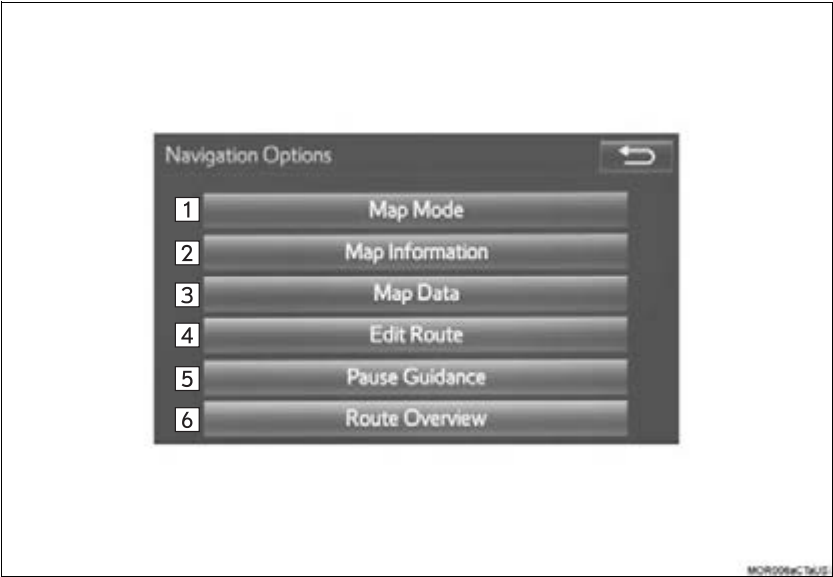 Navigation Options
1 Map Mode
2 Map Information
3 Map Data
4 Edit Route
5 Pause Guidance
6 Route Overview
MOR006aCTaUS